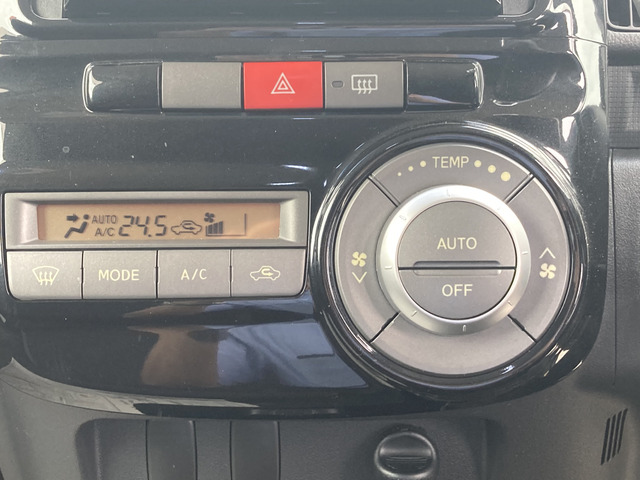 TEMP
AUTO
A/C
24.5
AUTO
OFF
MODE
A/C